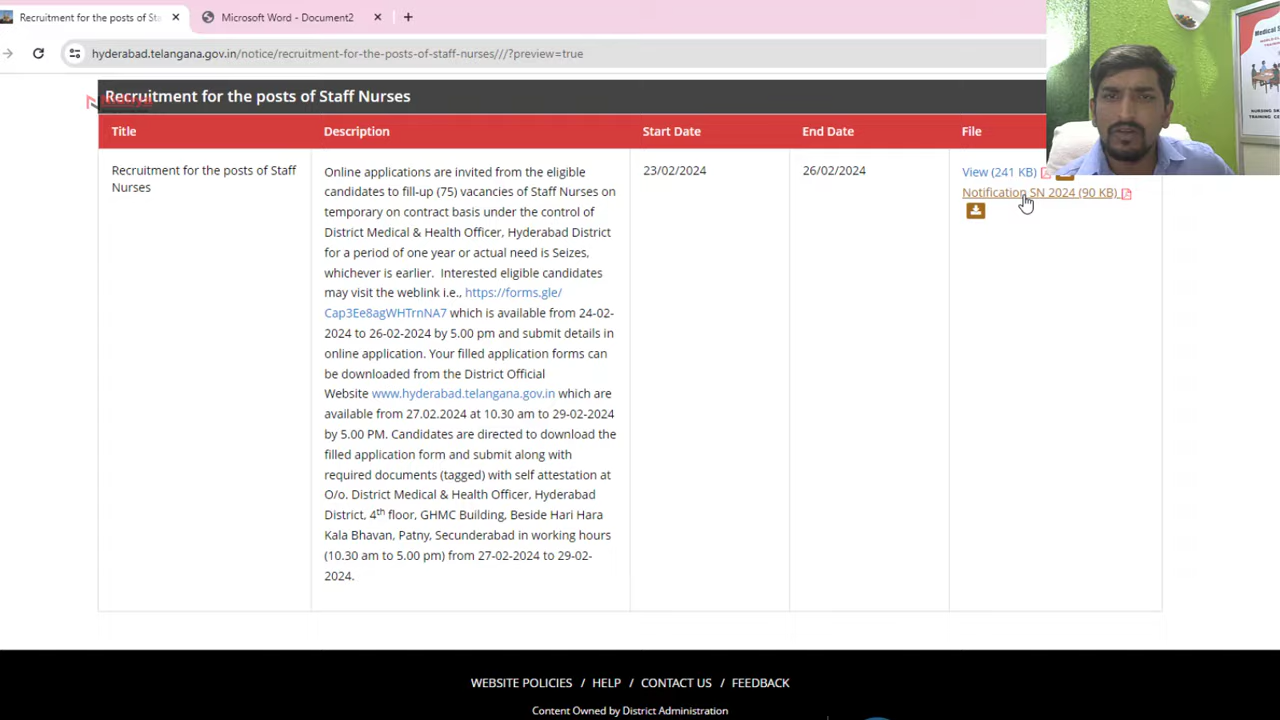 Recruitment for the posts of Sta
Microsoft Word - Document2
hyderabad.telangana.gov.in/notice/recruitment-for-the-posts-of-staff-nurses///?preview=true
Recruitment for the posts of Staff Nurses
Title
Description
Start Date
End Date
File
Recruitment for the posts of Staff
Nurses
Online applications are invited from the eligible
candidates to fill-up (75) vacancies of Staff Nurses on
temporary on contract basis under the control of
District Medical & Health Officer, Hyderabad District
for a period of one year or actual need is Seizes,
whichever is earlier. Interested eligible candidates
may visit the weblink i.e., https://forms.gle/
Cap3Ee8agWHTrnNA7 which is available from 24-02-
2024 to 26-02-2024 by 5.00 pm and submit details in
online application. Your filled application forms can
be downloaded from the District Official
Website www.hyderabad.telangana.gov.in which are
available from 27.02.2024 at 10.30 am to 29-02-2024
by 5.00 PM. Candidates are directed to download the
filled application form and submit along with
required documents (tagged) with self attestation at
O/o. District Medical & Health Officer, Hyderabad
District, 4th floor, GHMC Building, Beside Hari Hara
Kala Bhavan, Patny, Secunderabad in working hours
(10.30 am to 5.00 pm) from 27-02-2024 to 29-02-
2024.
23/02/2024
26/02/2024
View (241 KB)
Notification SN 2024 (90 KB)
Medical S
WEBSITE POLICIES / HELP / CONTACT US / FEEDBACK
Content Owned by District Administration